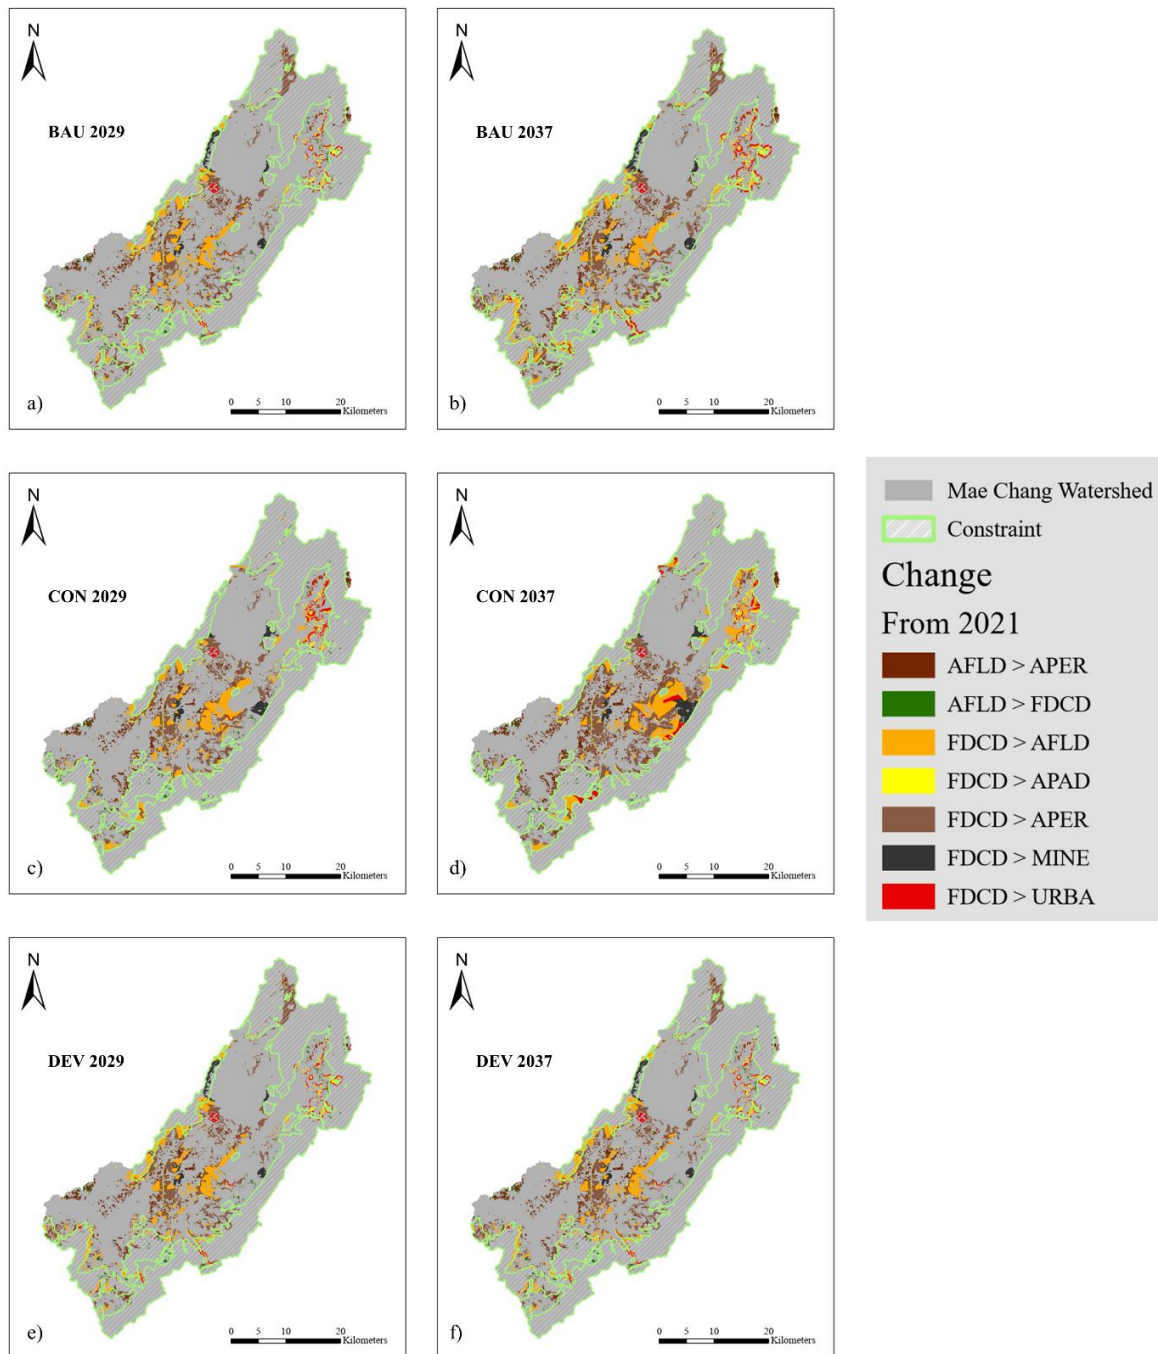 N
BAU 2029
a)
0 5 10 20
Kilometers
N
BAU 2037
b)
0 5 10 20
Kilometers
N
CON 2029
c)
0 5 10 20
Kilometers
N
CON 2037
d)
0 5 10 20
Kilometers
Mae Chang Watershed
Constraint
Change
From 2021
AFLD > APER
AFLD > FDCD
FDCD > AFLD
FDCD > APAD
FDCD > APER
FDCD > MINE
FDCD > URBA
N
DEV 2029
e)
0 5 10 20
Kilometers
N
DEV 2037
f)
0 5 10 20
Kilometers